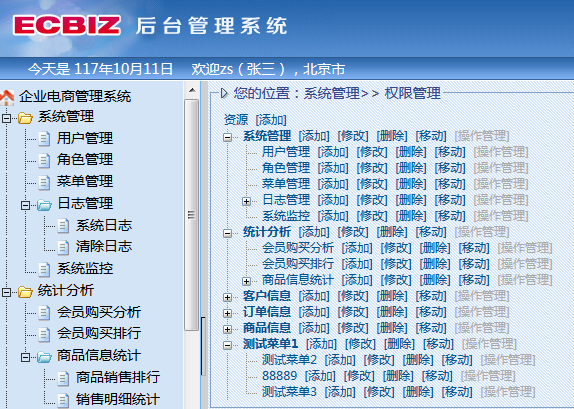 ECBIZ 后台管理系统
今天是 117年10月11日 欢迎zs（张三），北京市
企业电商管理系统
系统管理
用户管理
角色管理
菜单管理
日志管理
系统日志
清除日志
系统监控
统计分析
会员购买分析
会员购买排行
商品信息统计
商品销售排行
销售明细统计
您的位置：系统管理>> 权限管理
资源 [添加]
系统管理 [添加] [修改] [删除] [移动] [操作管理]
用户管理 [添加] [修改] [删除] [移动] [操作管理]
角色管理 [添加] [修改] [删除] [移动] [操作管理]
菜单管理 [添加] [修改] [删除] [移动] [操作管理]
日志管理 [添加] [修改] [删除] [移动] [操作管理]
系统监控 [添加] [修改] [删除] [移动] [操作管理]
统计分析 [添加] [修改] [删除] [移动] [操作管理]
会员购买分析 [添加] [修改] [删除] [移动] [操作管理]
会员购买排行 [添加] [修改] [删除] [移动] [操作管理]
商品信息统计 [添加] [修改] [删除] [移动] [操作管理]
客户信息 [添加] [修改] [删除] [移动] [操作管理]
订单信息 [添加] [修改] [删除] [移动] [操作管理]
商品信息 [添加] [修改] [删除] [移动] [操作管理]
测试菜单1 [添加] [修改] [删除] [移动] [操作管理]
测试菜单2 [添加] [修改] [删除] [移动] [操作管理]
88889 [添加] [修改] [删除] [移动] [操作管理]
测试菜单3 [添加] [修改] [删除] [移动] [操作管理]